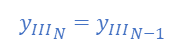 y_{III_N} = y_{III_{N-1}}